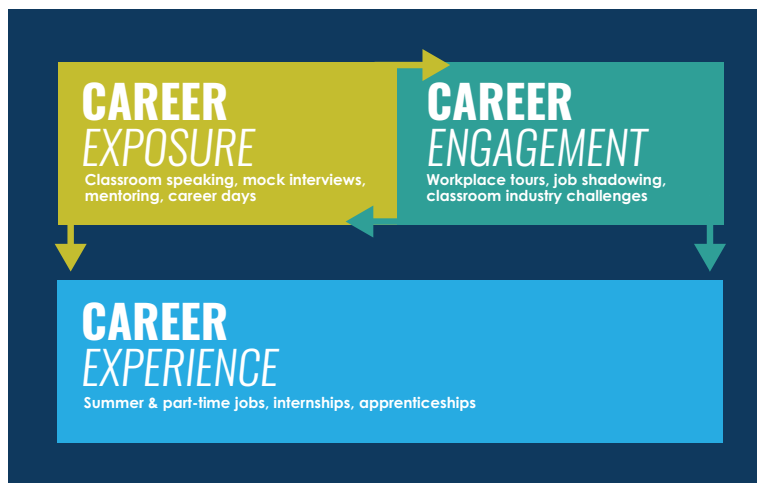 CAREER
EXPOSURE
Classroom speaking, mock interviews,
mentoring, career days
CAREER
ENGAGEMENT
Workplace tours, job shadowing,
classroom industry challenges
CAREER
EXPERIENCE
Summer & part-time jobs, internships, apprenticeships